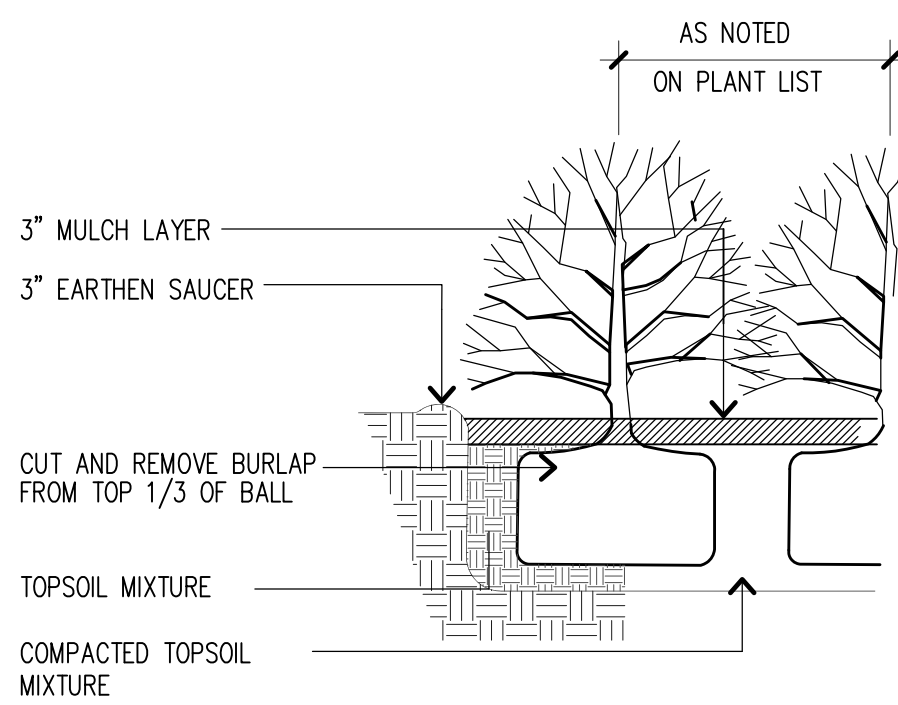 AS NOTED
ON PLANT LIST
3” MULCH LAYER
3” EARTHEN SAUCER
CUT AND REMOVE BURLAP
FROM TOP 1/3 OF BALL
TOPSOIL MIXTURE
COMPACTED TOPSOIL
MIXTURE